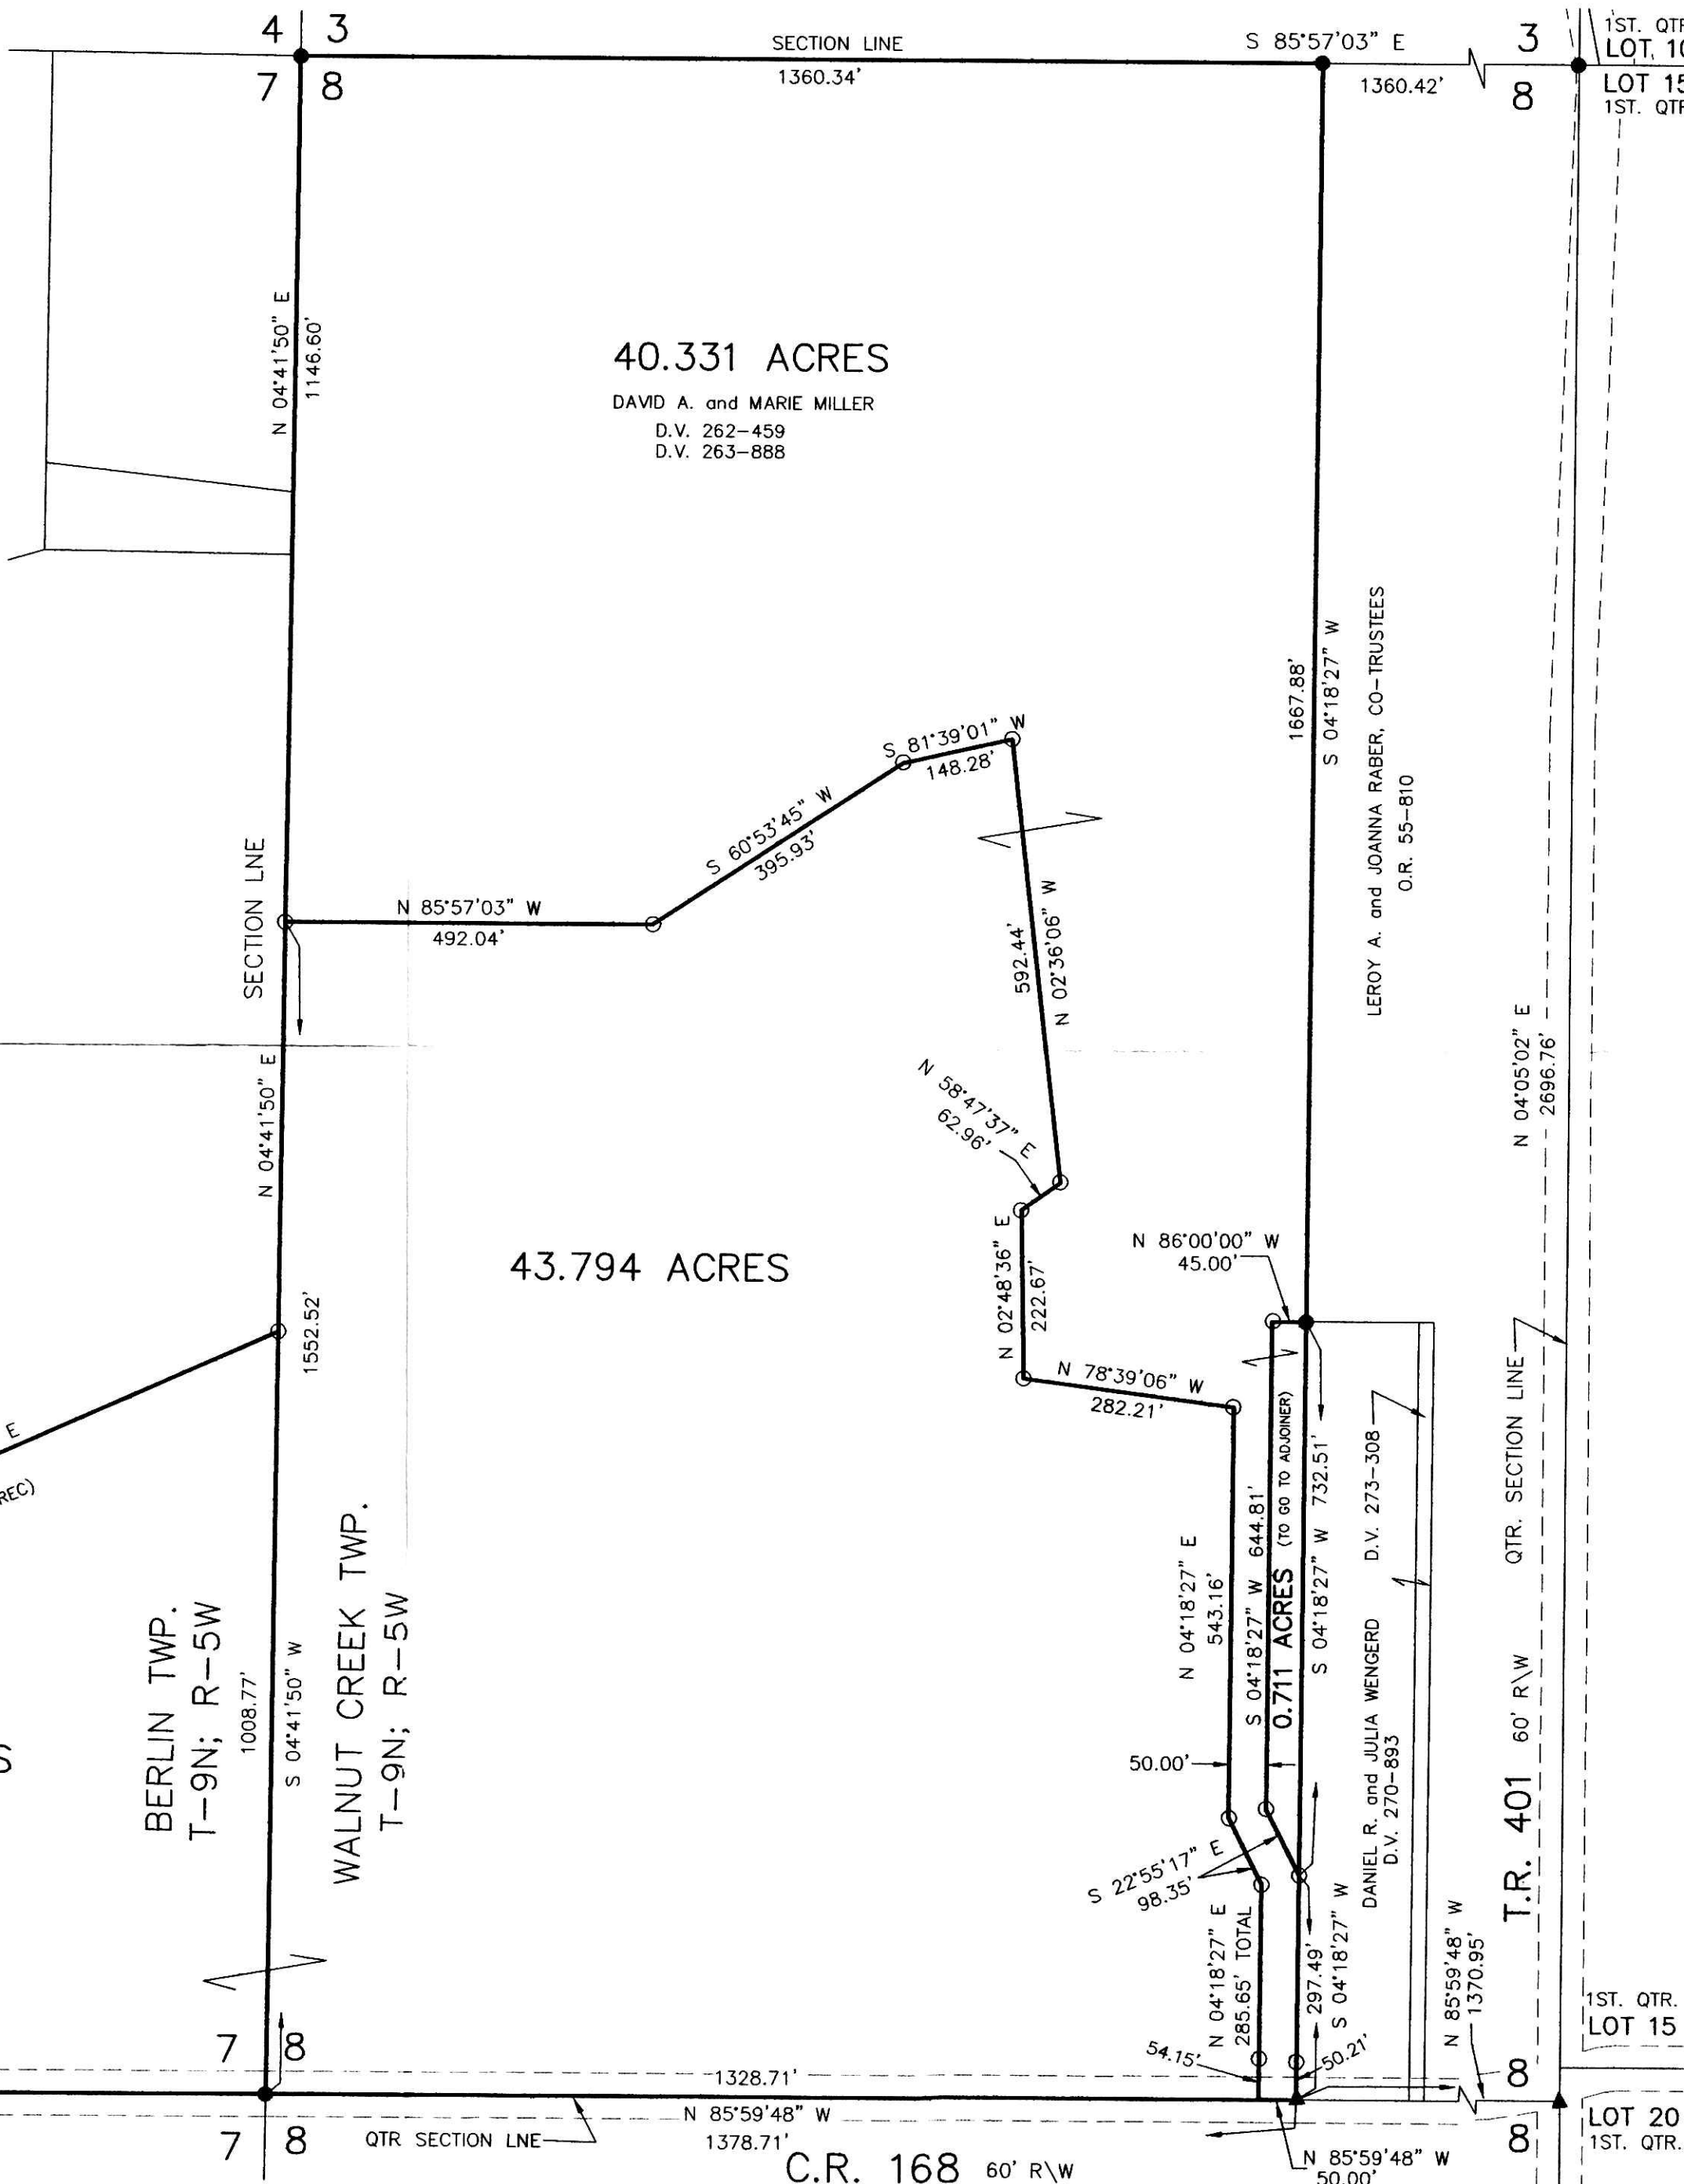 4 3
SECTION LINE
S 85°57'03" E
3
1ST. QTR
LOT 10
7 8
1360.34'
1360.42'
8
LOT 15
1ST. QTR
N 04°41'50" E
1146.60'
40.331 ACRES
DAVID A. and MARIE MILLER
D.V. 262-459
D.V. 263-888
1667.88'
S 04°18'27" W
LEROY A. and JOANNA RABER, CO-TRUSTEES
O.R. 55-810
S 81°39'01" W
148.28'
S 60°53'45" W
395.93'
SECTION LNE
N 85°57'03" W
492.04'
592.44'
N 02°36'06" W
N 04°05'02" E
2696.76'
N 04°41'50" E
N 58°47'37" E
62.96'
43.794 ACRES
N 02°48'36" E
222.67'
N 86°00'00" W
45.00'
1552.52'
N 78°39'06" W
282.21'
E
REC)
QTR. SECTION LINE
D.V. 273-308
N 04°18'27" E
543.16'
S 04°18'27" W 644.81'
0.711 ACRES (TO GO TO ADJOINER)
S 04°18'27" W 732.51'
BERLIN TWP.
T-9N; R-5W
1008.77'
S 04°41'50" W
WALNUT CREEK TWP.
T-9N; R-5W
DANIEL R. and JULIA WENGERD
D.V. 270-893
T.R. 401 60' R\W
50.00'
S 22°55'17" E
98.35'
N 04°18'27" E
285.65' TOTAL
297.49'
S 04°18'27" W
N 85°59'48" W
1370.95'
1ST. QTR.
LOT 15
7 8
54.15'
50.21'
8
1328.71'
N 85°59'48" W
1378.71'
7 8
QTR SECTION LNE
8
LOT 20
1ST. QTR.
C.R. 168 60' R\W
N 85°59'48" W
50.00'